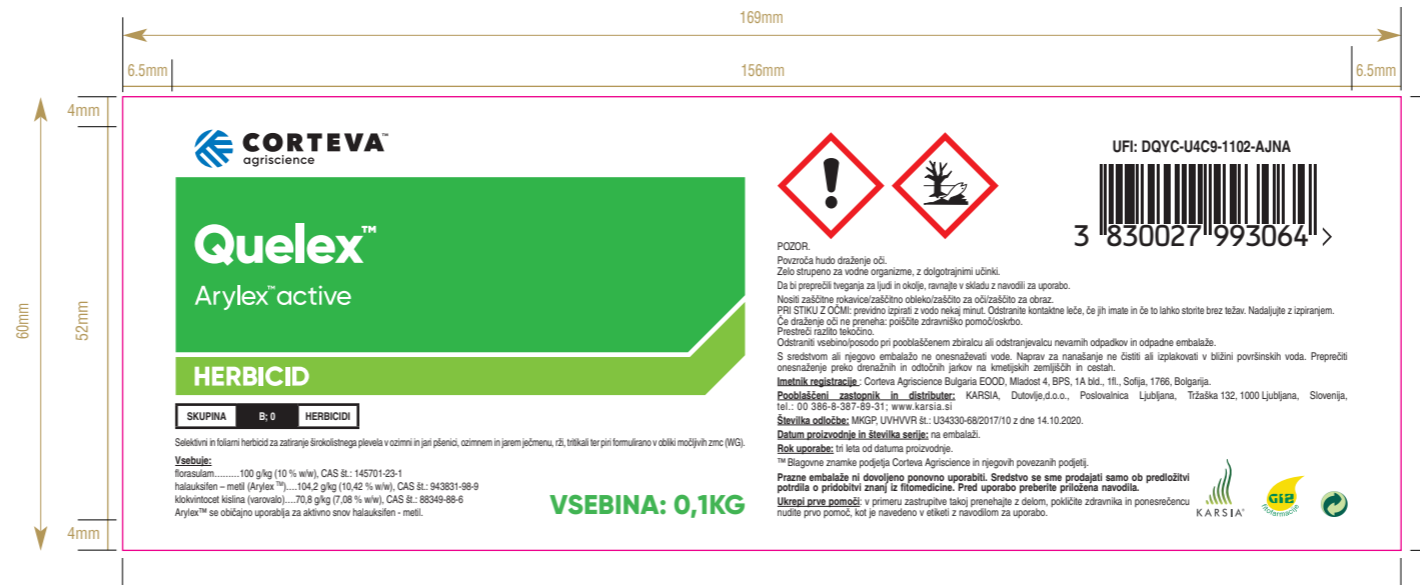 169mm
6.5mm
156mm
6.5mm
4mm
60mm
52mm
4mm
CORTEVA™
agriscience
Quelex™
Arylex™ active
HERBICID
SKUPINA B; 0 HERBICIDI
Selektivni in foliarni herbicid za zatiranje širokolistnega plevela v ozimni in jari pšenici, ozimnem in jarem ječmenu, rži, tritikali ter piri formulirano v obliki močljivih zrnc (WG).
Vsebuje:
florasulam.........100 g/kg (10 % w/w), CAS št.: 145701-23-1
halauksifen – metil (Arylex ™)....104,2 g/kg (10,42 % w/w), CAS št.: 943831-98-9
klokvintocet kislina (varovalo)....70,8 g/kg (7,08 % w/w), CAS št.: 88349-88-6
Arylex™ se običajno uporablja za aktivno snov halauksifen - metil.
VSEBINA: 0,1KG
UFI: DQYC-U4C9-1102-AJNA
3 830027 993064 >
POZOR.
Povzroča hudo draženje oči.
Zelo strupeno za vodne organizme, z dolgotrajnimi učinki.
Da bi preprečili tveganja za ljudi in okolje, ravnajte v skladu z navodili za uporabo.
Nositi zaščitne rokavice/zaščitno obleko/zaščito za oči/zaščito za obraz.
PRI STIKU Z OČMI: previdno izpirati z vodo nekaj minut. Odstranite kontaktne leče, če jih imate in če to lahko storite brez težav. Nadaljujte z izpiranjem.
Če draženje oči ne preneha: poiščite zdravniško pomoč/oskrbo.
Prestreči razlito tekočino.
Odstraniti vsebino/posodo pri pooblaščenem zbiralcu ali odstranjevalcu nevarnih odpadkov in odpadne embalaže.
S sredstvom ali njegovo embalažo ne onesnaževati vode. Naprav za nanašanje ne čistiti ali izplakovati v bližini površinskih voda. Preprečiti
onesnaženje preko drenažnih in odtočnih jarkov na kmetijskih zemljiščih in cestah.
Imetnik registracije : Corteva Agriscience Bulgaria EOOD, Mladost 4, BPS, 1A bld., 1fl., Sofija, 1766, Bolgarija.
Pooblaščeni zastopnik in distributer: KARSIA, Dutovlje,d.o.o., Poslovalnica Ljubljana, Tržaška 132, 1000 Ljubljana, Slovenija,
tel.: 00 386-8-387-89-31; www.karsia.si
Številka odločbe: MKGP, UVHVVR št.: U34330-68/2017/10 z dne 14.10.2020.
Datum proizvodnje in številka serije: na embalaži.
Rok uporabe: tri leta od datuma proizvodnje.
™ Blagovne znamke podjetja Corteva Agriscience in njegovih povezanih podjetij.
Prazne embalaže ni dovoljeno ponovno uporabiti. Sredstvo se sme prodajati samo ob predložitvi
potrdila o pridobitvi znanj iz fitomedicine. Pred uporabo preberite priložena navodila.
Ukrepi prve pomoči: v primeru zastrupitve takoj prenehajte z delom, pokličite zdravnika in ponesrečencu
nudite prvo pomoč, kot je navedeno v etiketi z navodilom za uporabo.
KARSIA®
GIZ
fitofarmacije